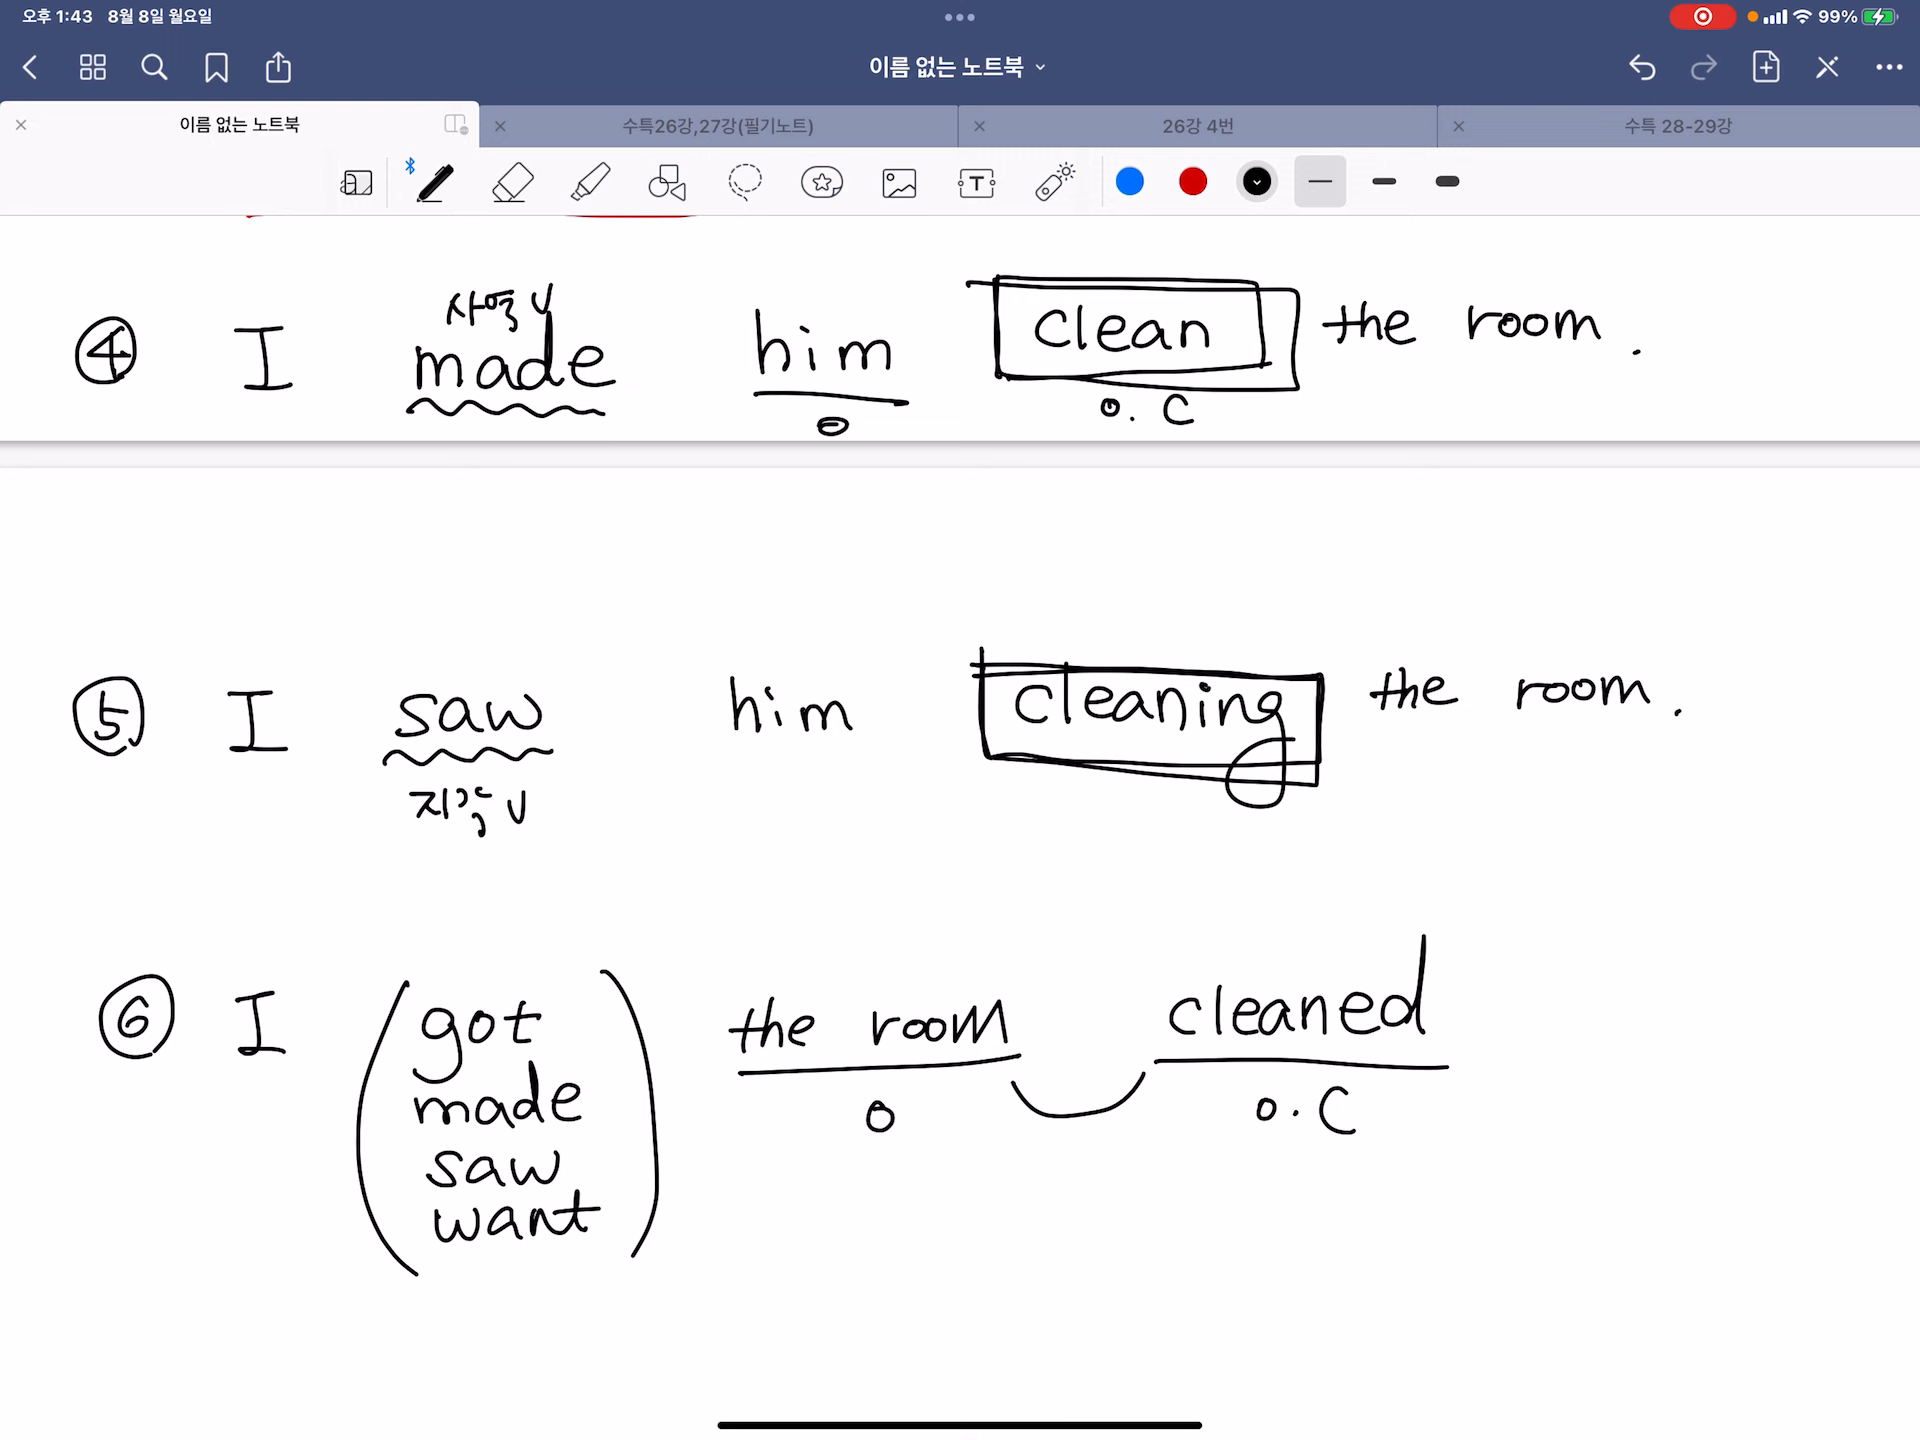 오후 1:43 8월 8일 월요일
99%
이름 없는 노트북
이름 없는 노트북
수특26강,27강(필기노트)
26강 4번
수특 28-29강
사역 V
④ I made him clean the room.
O O.C
⑤ I saw him cleaning the room.
지각 V
⑥ I ( got the room cleaned
made O O.C
saw
want )